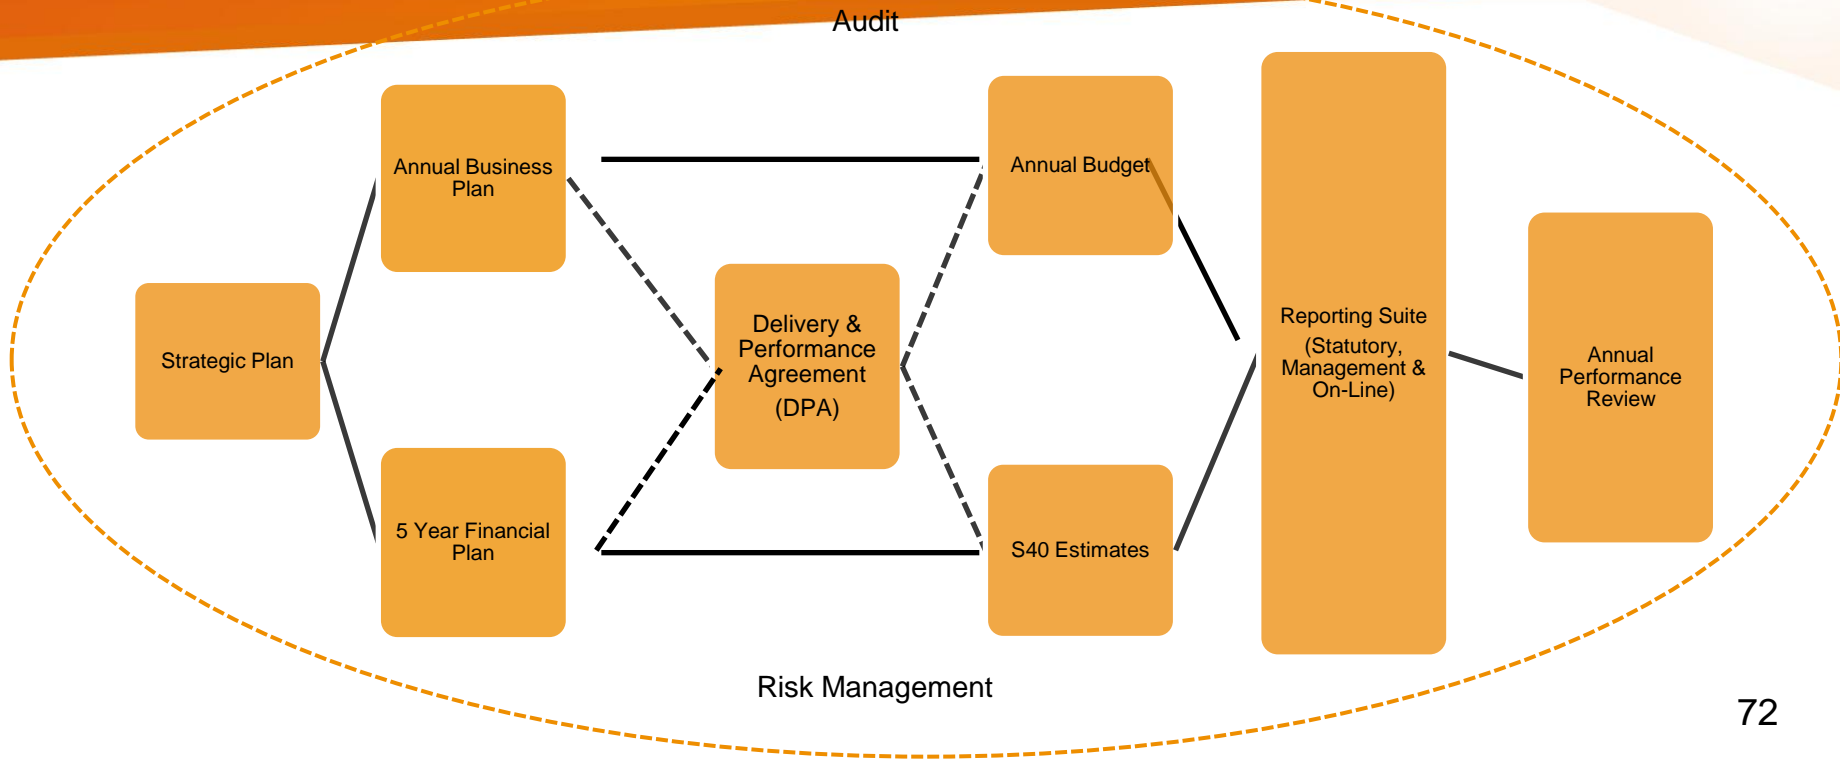 Audit
Annual Business
Plan
Annual Budget
Strategic Plan
Delivery &
Performance
Agreement
(DPA)
Reporting Suite
(Statutory,
Management &
On-Line)
Annual
Performance
Review
5 Year Financial
Plan
S40 Estimates
Risk Management
72